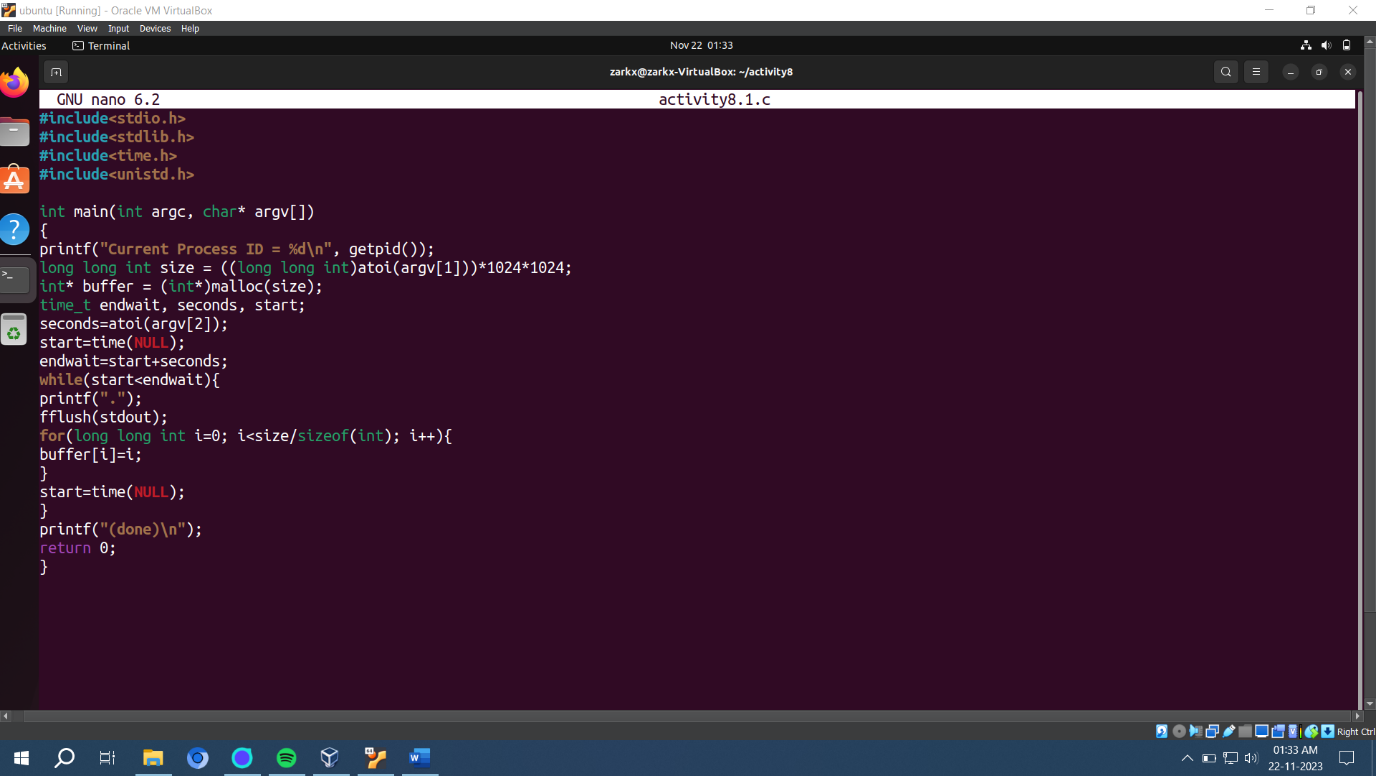 ubuntu [Running] - Oracle VM VirtualBox
File Machine View Input Devices Help
Activities Terminal Nov 22 01:33
zarkx@zarkx-VirtualBox: ~/activity8
GNU nano 6.2 activity8.1.c
#include<stdio.h>
#include<stdlib.h>
#include<time.h>
#include<unistd.h>
int main(int argc, char* argv[])
{
printf("Current Process ID = %d\n", getpid());
long long int size = ((long long int)atoi(argv[1]))*1024*1024;
int* buffer = (int*)malloc(size);
time_t endwait, seconds, start;
seconds=atoi(argv[2]);
start=time(NULL);
endwait=start+seconds;
while(start<endwait){
printf(".");
fflush(stdout);
for(long long int i=0; i<size/sizeof(int); i++){
buffer[i]=i;
}
start=time(NULL);
}
printf("(done)\n");
return 0;
}
Right Ctrl
01:33 AM
22-11-2023